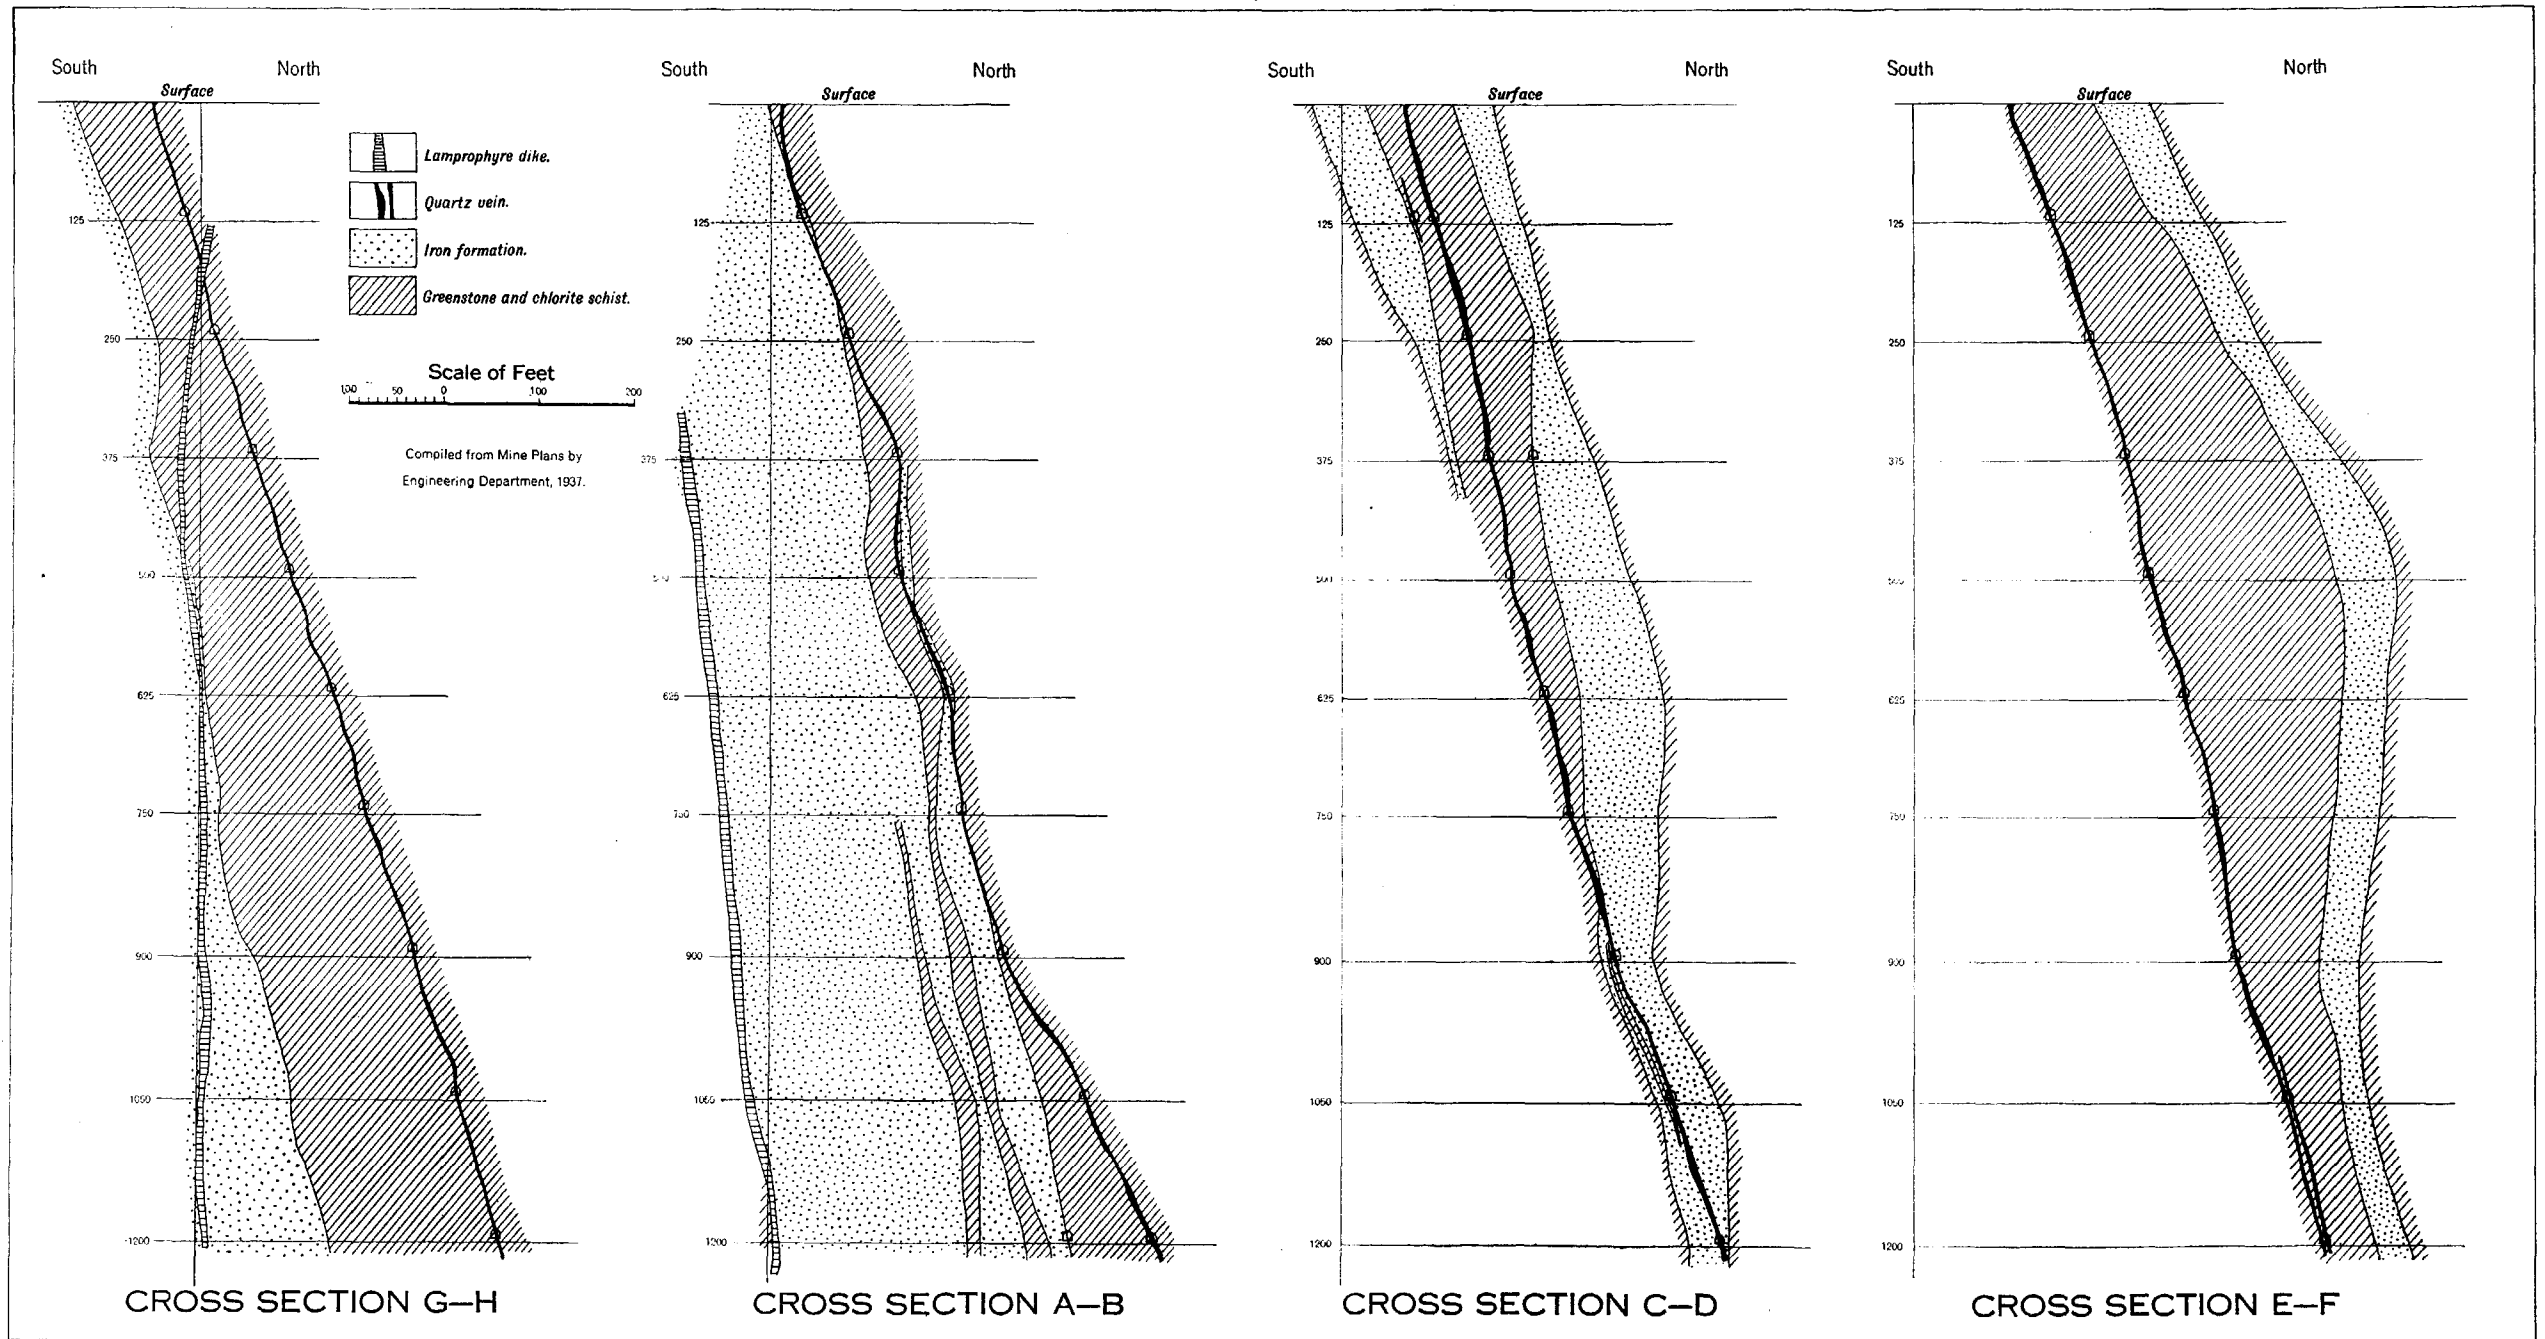 South North
Surface
125
250
375
625
750
900
1050
1200
CROSS SECTION G–H
Lamprophyre dike.
Quartz vein.
Iron formation.
Greenstone and chlorite schist.
Scale of Feet
100 50 0 100 200
Compiled from Mine Plans by
Engineering Department, 1937.
South North
Surface
125
250
375
625
750
900
1050
1200
CROSS SECTION A–B
South North
Surface
125
260
375
500
625
750
900
1050
1200
CROSS SECTION C–D
South North
Surface
125
250
375
625
750
900
1050
1200
CROSS SECTION E–F